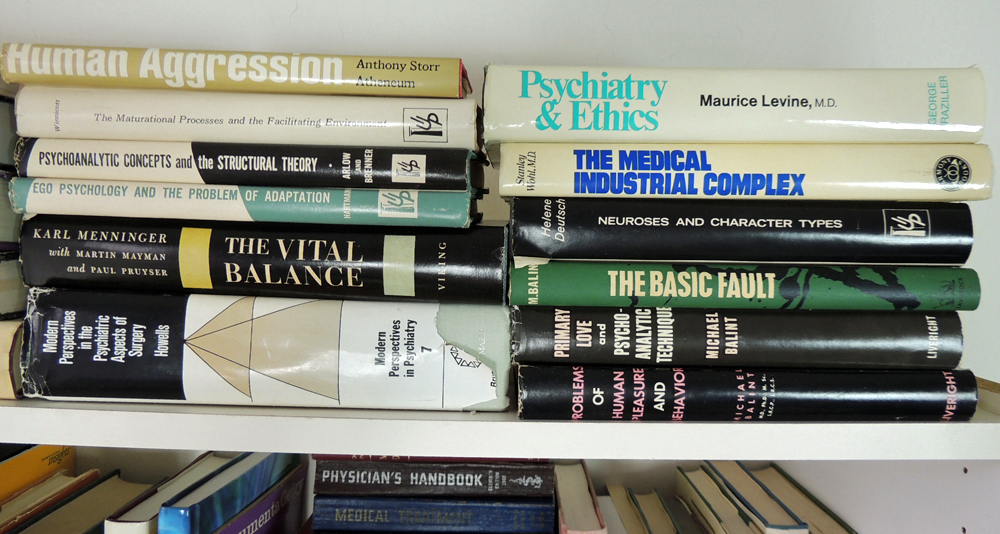 Human Aggression
Anthony Storr
Atheneum
Winnicott
The Maturational Processes and the Facilitating Environment
PSYCHOANALYTIC CONCEPTS and the STRUCTURAL THEORY ·
ARLOW
AND
BRENNER
EGO PSYCHOLOGY AND THE PROBLEM OF ADAPTATION
HARTMANN
KARL MENNINGER
with MARTIN MAYMAN
and PAUL PRUYSER
THE VITAL
BALANCE
VIKING
Modern
Perspectives
in the
Psychiatric
Aspects of
Surgery
Howells
Modern
Perspectives
in Psychiatry
7
Psychiatry
& Ethics
Maurice Levine, M.D.
GEORGE
BRAZILLER
Stanley
Wohl, M.D.
THE MEDICAL
INDUSTRIAL COMPLEX
Helene
Deutsch
NEUROSES AND CHARACTER TYPES
M. BALINT
THE BASIC FAULT
PRIMARY
LOVE
and
PSYCHO-
ANALYTIC
TECHNIQUE
MICHAEL
BALINT
LIVERIGHT
PROBLEMS
OF
HUMAN
PLEASURE
AND
BEHAVIOR
MICHAEL
BALINT
LIVERIGHT
insights
PHYSICIAN'S HANDBOOK
MEDICAL TREATMENT